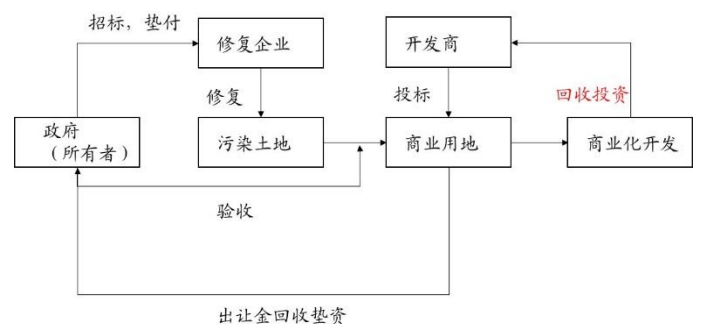 招标，垫付
修复企业
开发商
修复
投标
回收投资
政府
（所有者）
污染土地
商业用地
商业化开发
验收
出让金回收垫资